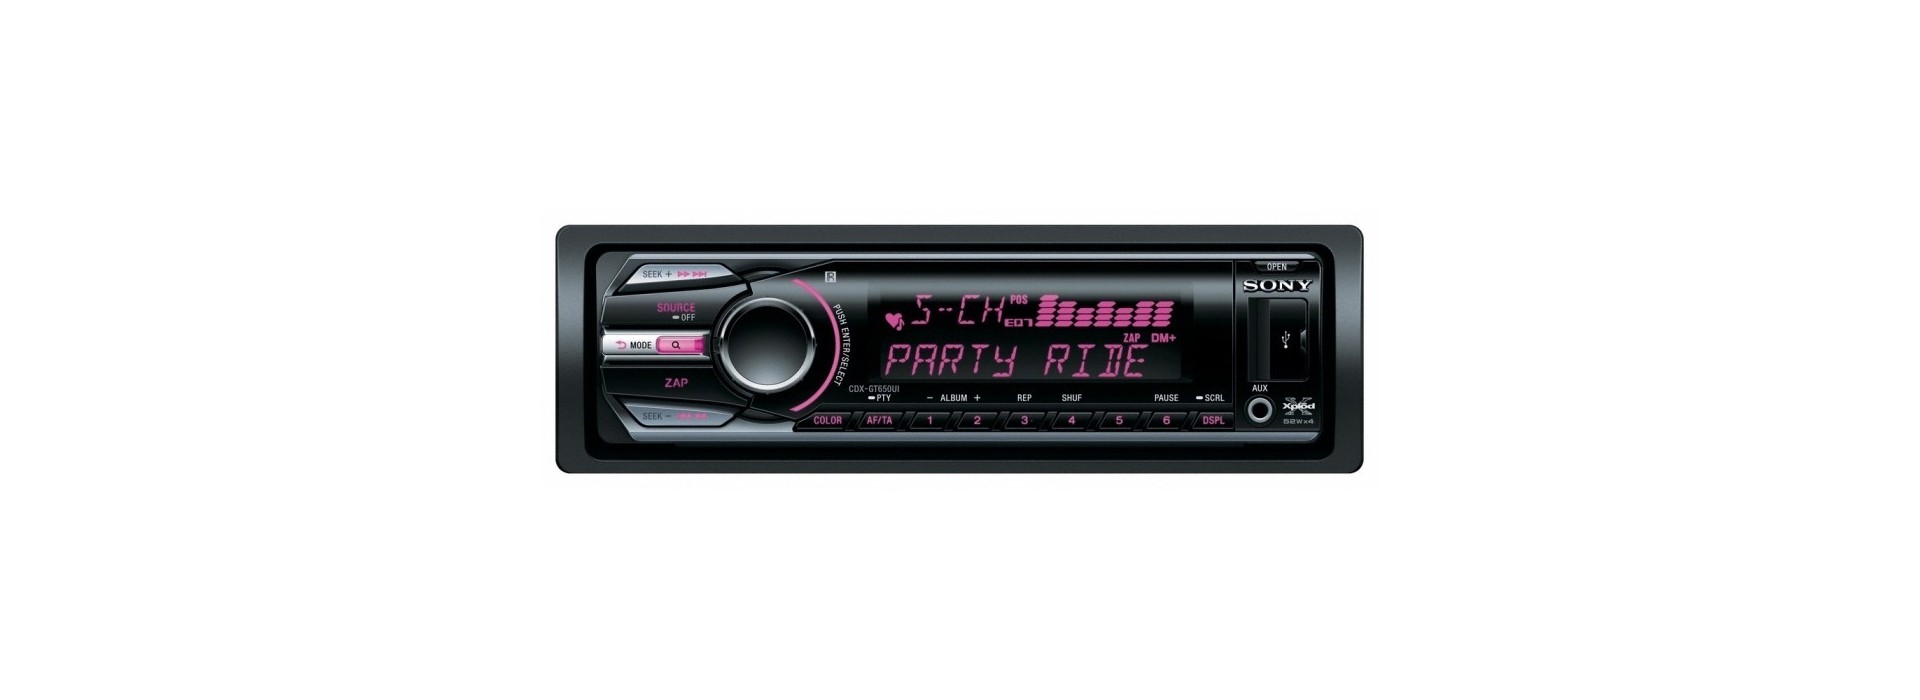 SEEK +
SOURCE
OFF
MODE
ZAP
SEEK -
R
PUSH ENTER/SELECT
S-CH
POS
EQ7
ZAP DM+
PARTY RIDE
CDX-GT650UI
PTY - ALBUM + REP SHUF PAUSE SCRL
COLOR AF/TA 1 2 3 4 5 6 DSPL
OPEN
SONY
AUX
Xplod
52Wx4